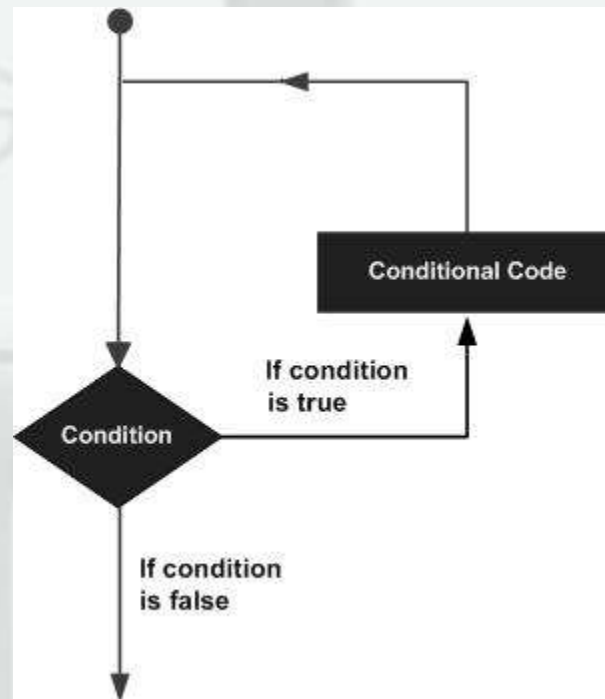 Conditional Code
If condition
is true
Condition
If condition
is false